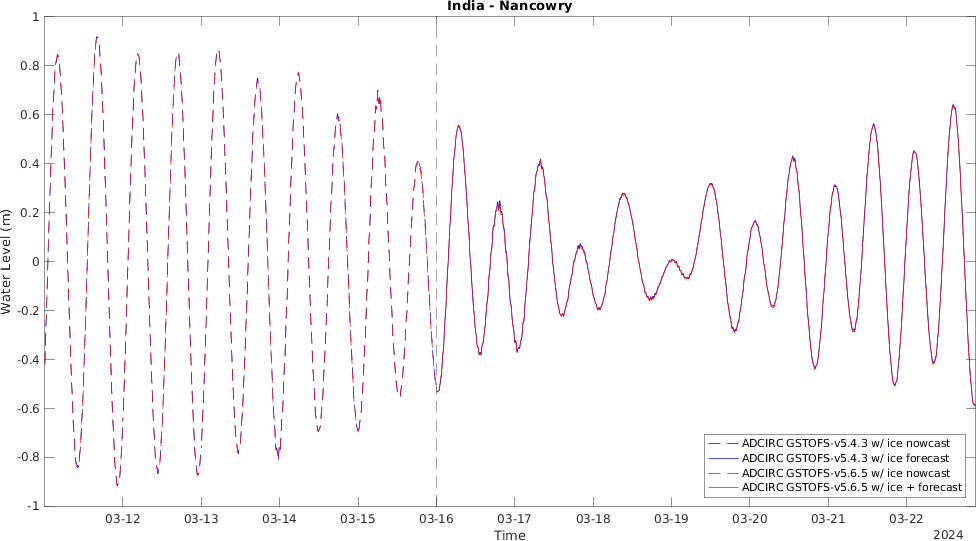 India - Nancowry
1
0.8
0.6
0.4
0.2
0
-0.2
-0.4
-0.6
-0.8
-1
Water Level (m)
03-12 03-13 03-14 03-15 03-16 03-17 03-18 03-19 03-20 03-21 03-22
Time
2024
ADCIRC GSTOFS-v5.4.3 w/ ice nowcast
ADCIRC GSTOFS-v5.4.3 w/ ice forecast
ADCIRC GSTOFS-v5.6.5 w/ ice nowcast
ADCIRC GSTOFS-v5.6.5 w/ ice + forecast